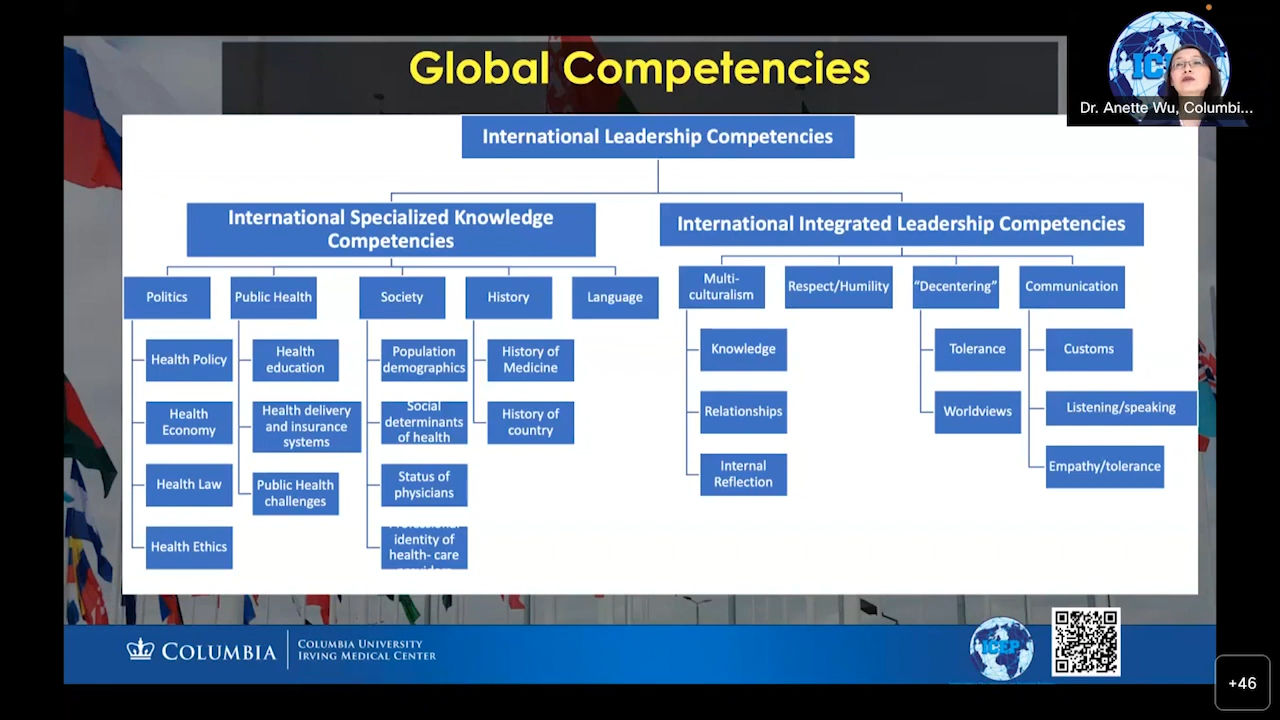 Global Competencies
Dr. Anette Wu, Columbi...
International Leadership Competencies
International Specialized Knowledge
Competencies
International Integrated Leadership Competencies
Politics
Public Health
Society
History
Language
Multi-
culturalism
Respect/Humility
“Decentering”
Communication
Health Policy
Health
Economy
Health Law
Health Ethics
Health
education
Health delivery
and insurance
systems
Public Health
challenges
Population
demographics
Social
determinants
of health
Status of
physicians
identity of
health- care
History of
Medicine
History of
country
Knowledge
Relationships
Internal
Reflection
Tolerance
Worldviews
Customs
Listening/speaking
Empathy/tolerance
COLUMBIA
COLUMBIA UNIVERSITY
IRVING MEDICAL CENTER
ICEP
+46